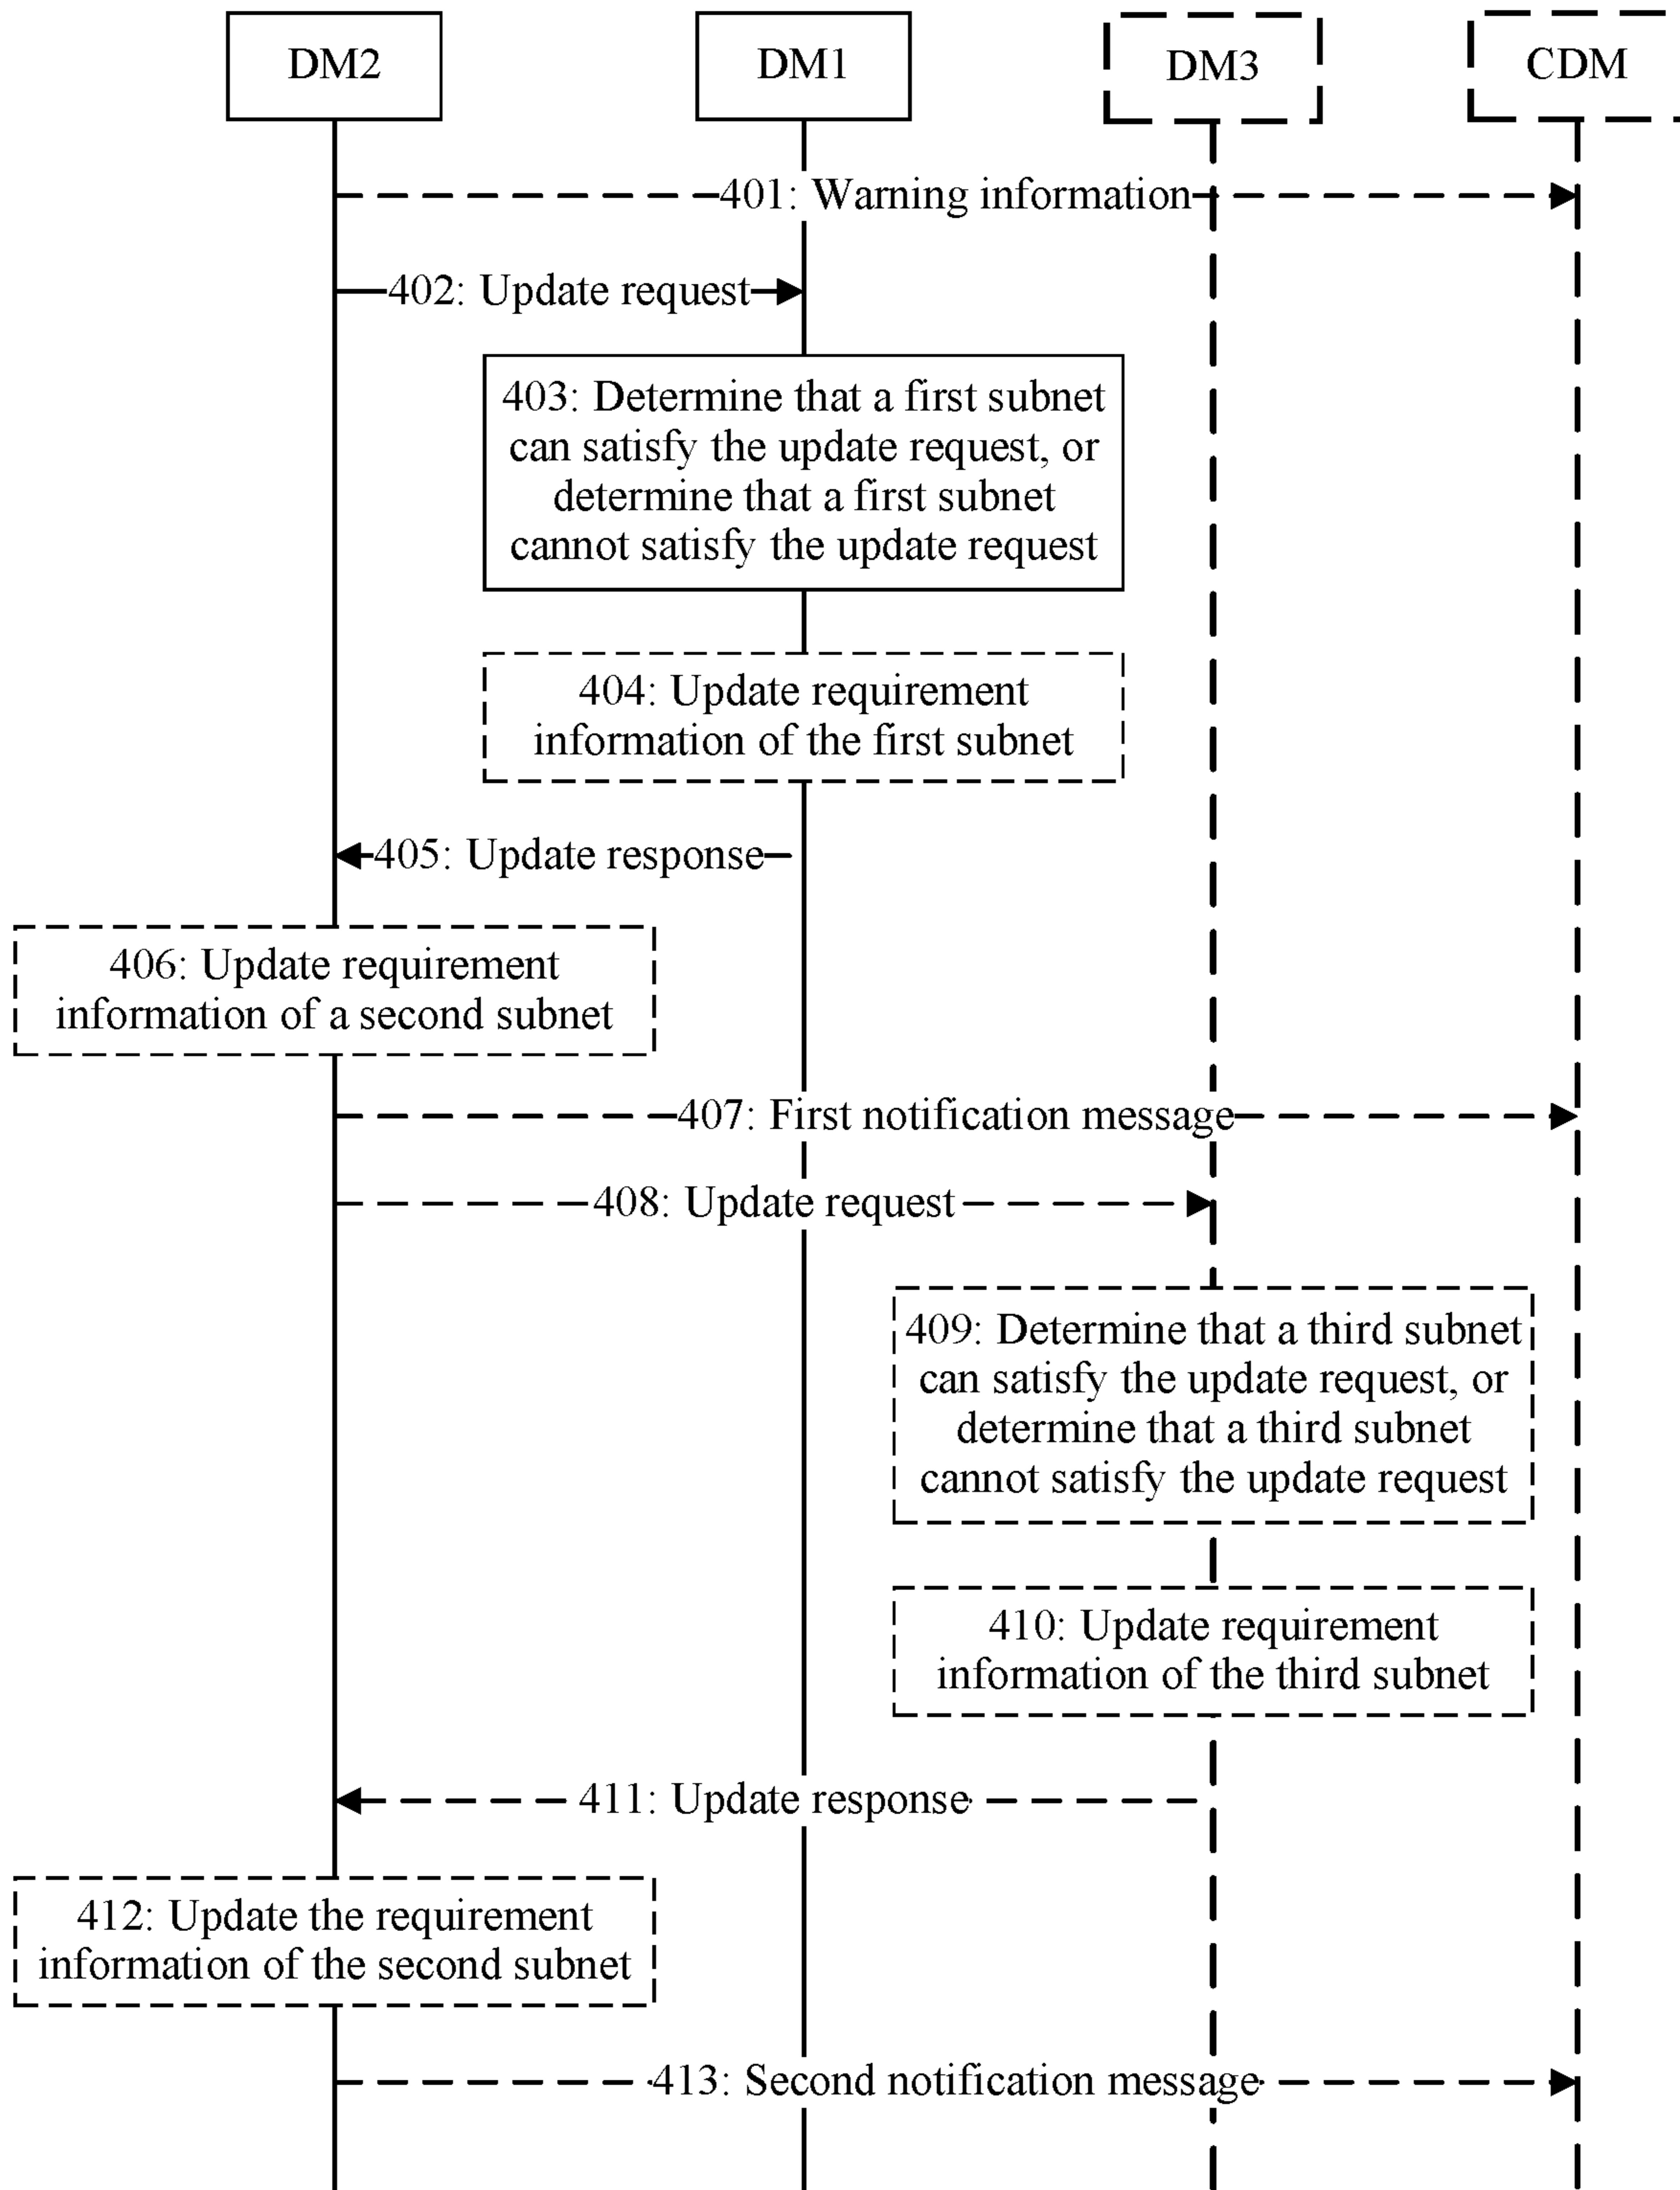 DM2
DM1
DM3
CDM
401: Warning information
402: Update request
403: Determine that a first subnet
can satisfy the update request, or
determine that a first subnet
cannot satisfy the update request
404: Update requirement
information of the first subnet
405: Update response
406: Update requirement
information of a second subnet
407: First notification message
408: Update request
409: Determine that a third subnet
can satisfy the update request, or
determine that a third subnet
cannot satisfy the update request
410: Update requirement
information of the third subnet
411: Update response
412: Update the requirement
information of the second subnet
413: Second notification message